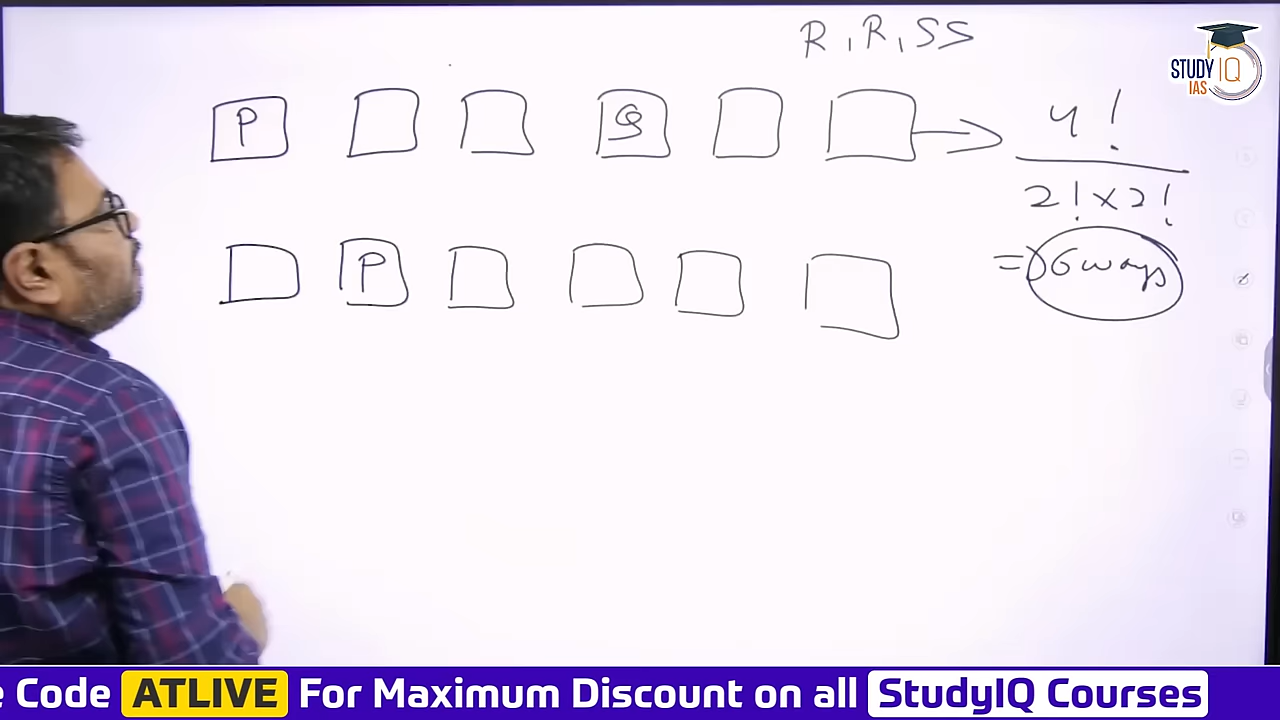 R, R, S S
STUDY IQ
IAS
P Q → 4!
2! x 2!
P = 6 ways
e Code ATLIVE For Maximum Discount on all StudyIQ Courses